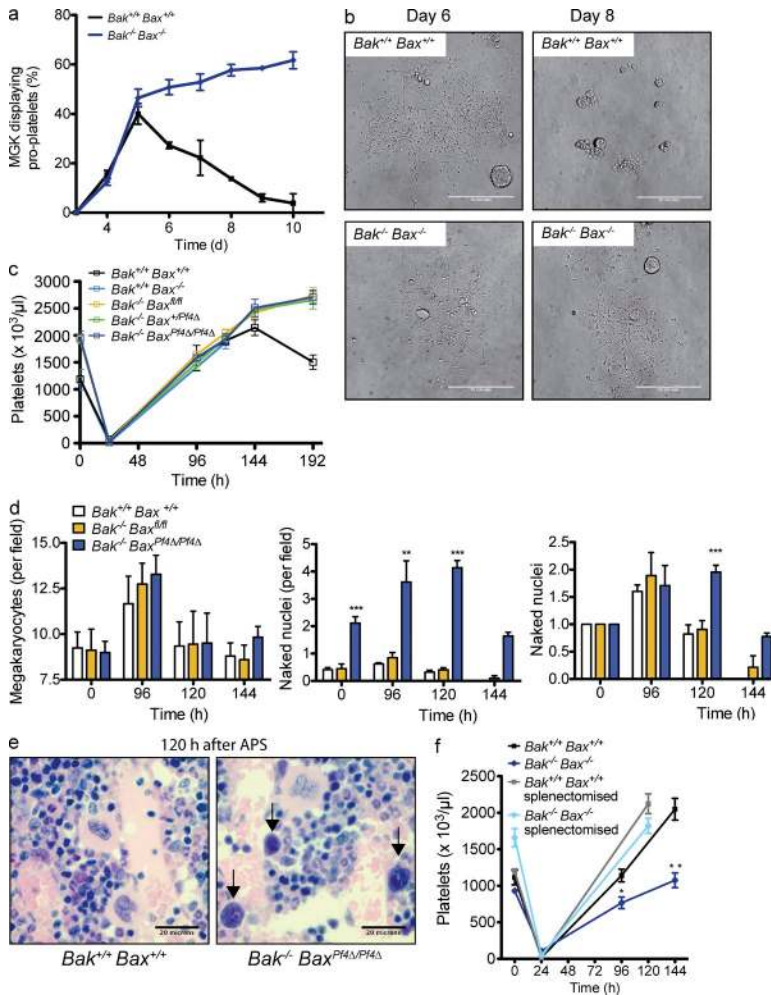 a
Bak+/+ Bax+/+
Bak-/- Bax-/-
MGK displaying
pro-platelets (%)
80
60
40
20
0
4
6
8
10
Time (d)
b
Day 6
Day 8
Bak+/+ Bax+/+
Bak+/+ Bax+/+
Bak-/- Bax-/-
Bak-/- Bax-/-
c
Bak+/+ Bax+/+
Bak+/+ Bax-/-
Bak-/- Baxfl/fl
Bak-/- Bax+/Pf4Δ
Bak-/- BaxPf4Δ/Pf4Δ
Platelets (x 10³/µl)
3000
2500
2000
1500
1000
500
0
0
48
96
144
192
Time (h)
d
Bak+/+ Bax +/+
Bak-/- Baxfl/fl
Bak-/- BaxPf4Δ/Pf4Δ
Megakaryocytes (per field)
15.0
12.5
10.0
7.5
0
96
120
144
Time (h)
Naked nuclei (per field)
5
4
3
2
1
0
***
**
***
0
96
120
144
Time (h)
Naked nuclei
2.5
2.0
1.5
1.0
0.5
0.0
***
0
96
120
144
Time (h)
e
120 h after APS
20 microns
20 microns
Bak+/+ Bax+/+
Bak-/- BaxPf4Δ/Pf4Δ
f
Bak+/+ Bax+/+
Bak-/- Bax-/-
Bak+/+ Bax+/+
splenectomised
Bak-/- Bax-/-
splenectomised
Platelets (x 10³/µl)
2500
2000
1500
1000
500
0
*
**
0
24
48
72
96
120
144
Time (h)